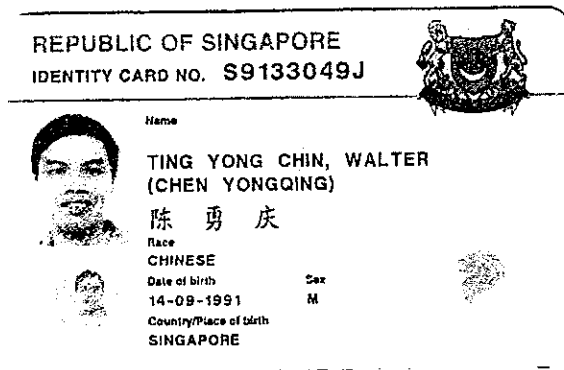 REPUBLIC OF SINGAPORE
IDENTITY CARD NO. S9133049J
Name
TING YONG CHIN, WALTER
(CHEN YONGQING)
陈 勇 庆
Race
CHINESE
Date of birth Sex
14-09-1991 M
Country/Place of birth
SINGAPORE